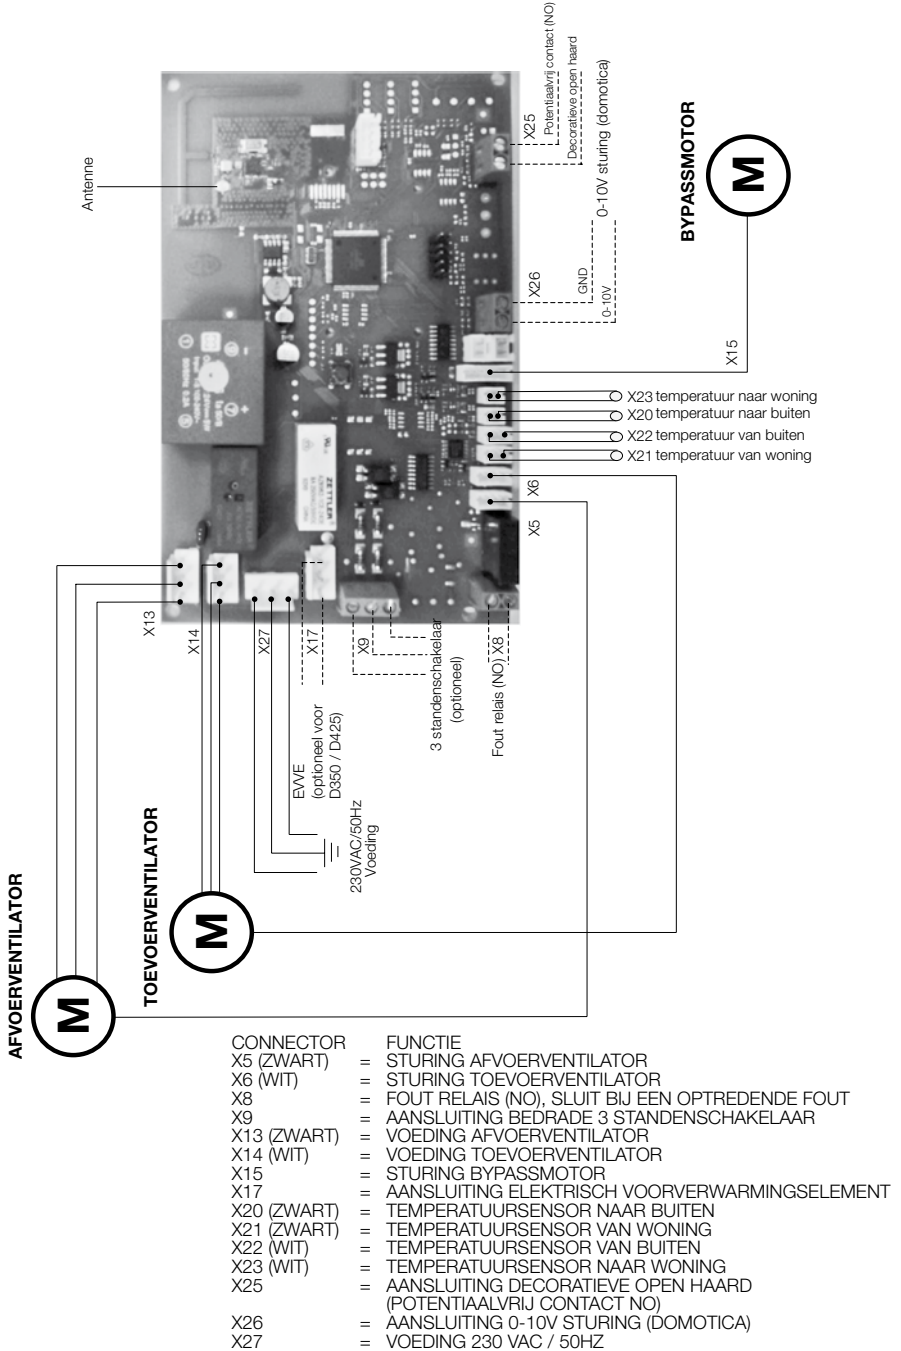 Antenne
Potentiaalvrij contact (NO)
Decoratieve open haard
X25
0-10V sturing (domotica)
X26
GND
0-10V
BYPASSMOTOR
M
X15
X23 temperatuur naar woning
X20 temperatuur naar buiten
X22 temperatuur van buiten
X21 temperatuur van woning
X6
X5
ZETTLER
X13
X14
X27
X17
X9
X8
EVVE
(optioneel voor
D350 / D425)
3 standenschakelaar
(optioneel)
Fout relais (NO)
230VAC/50Hz
Voeding
TOEVOERVENTILATOR
M
AFVOERVENTILATOR
M
CONNECTOR FUNCTIE
X5 (ZWART) = STURING AFVOERVENTILATOR
X6 (WIT) = STURING TOEVOERVENTILATOR
X8 = FOUT RELAIS (NO), SLUIT BIJ EEN OPTREDENDE FOUT
X9 = AANSLUITING BEDRADE 3 STANDENSCHAKELAAR
X13 (ZWART) = VOEDING AFVOERVENTILATOR
X14 (WIT) = VOEDING TOEVOERVENTILATOR
X15 = STURING BYPASSMOTOR
X17 = AANSLUITING ELEKTRISCH VOORVERWARMINGSELEMENT
X20 (ZWART) = TEMPERATUURSENSOR NAAR BUITEN
X21 (ZWART) = TEMPERATUURSENSOR VAN WONING
X22 (WIT) = TEMPERATUURSENSOR VAN BUITEN
X23 (WIT) = TEMPERATUURSENSOR NAAR WONING
X25 = AANSLUITING DECORATIEVE OPEN HAARD
(POTENTIAALVRIJ CONTACT NO)
X26 = AANSLUITING 0-10V STURING (DOMOTICA)
X27 = VOEDING 230 VAC / 50HZ